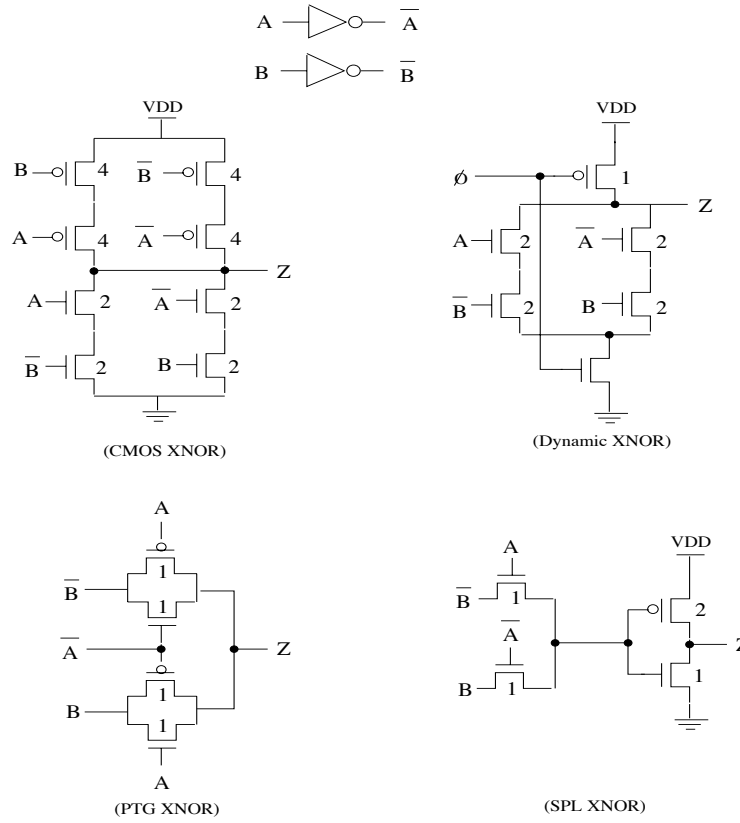 A A̅
B B̅
VDD
B 4 B̅ 4
A 4 A̅ 4
Z
A 2 A̅ 2
B̅ 2 B 2
(CMOS XNOR)
VDD
ϕ 1
Z
A 2 A̅ 2
B̅ 2 B 2
(Dynamic XNOR)
A
1
B̅
1
A̅ Z
1
B
1
A
(PTG XNOR)
VDD
A
B̅ 1 2
A̅ Z
B 1 1
(SPL XNOR)